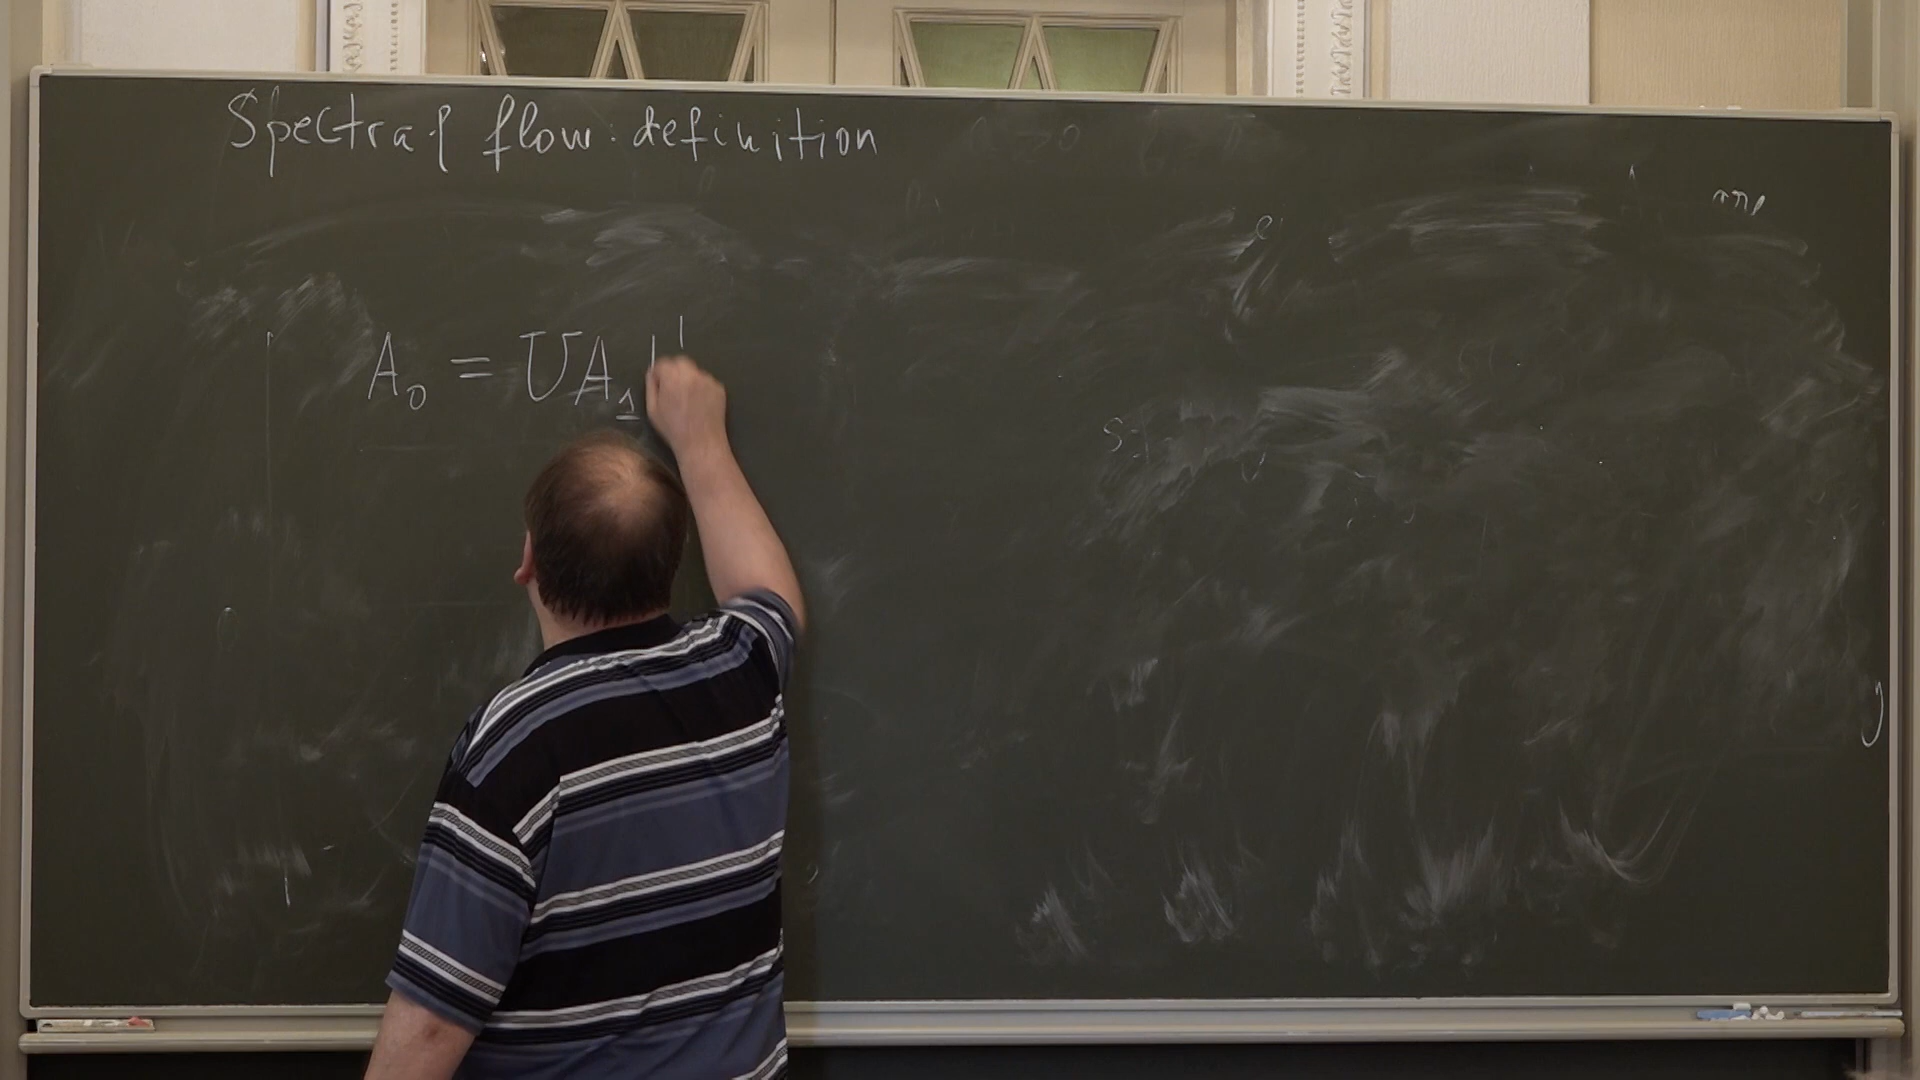 Spectral flow: definition
A₀ = UA₁